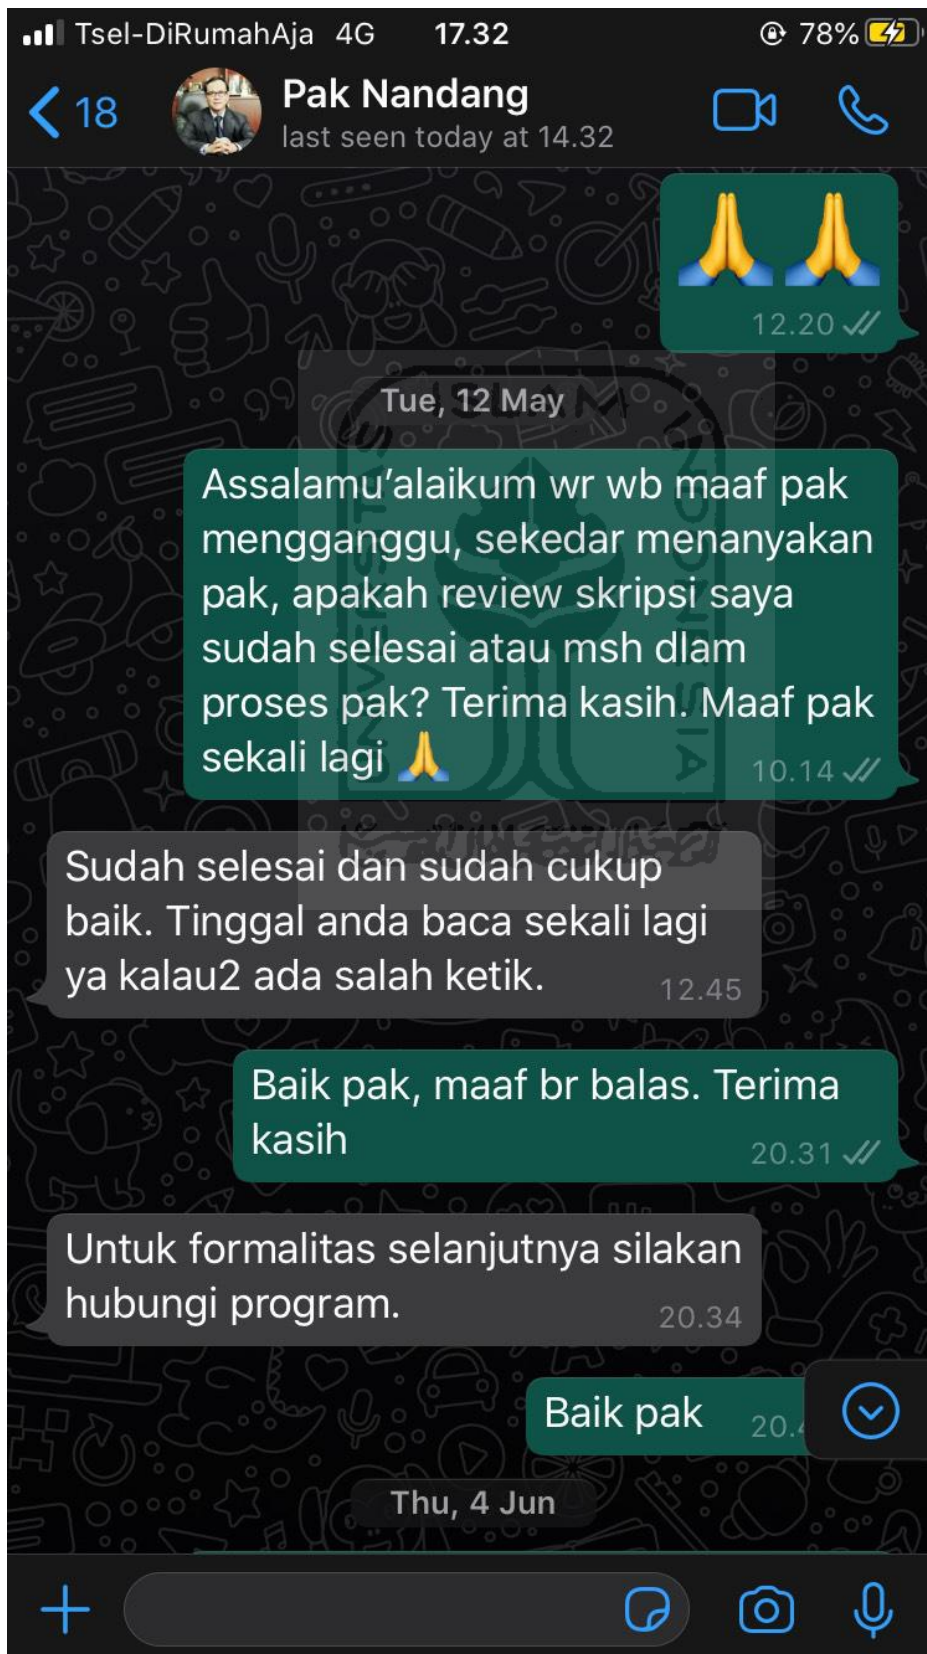 Tsel-DiRumahAja 4G 17.32 78%
18 Pak Nandang
last seen today at 14.32
🙏 🙏
12.20
Tue, 12 May
Assalamu’alaikum wr wb maaf pak
mengganggu, sekedar menanyakan
pak, apakah review skripsi saya
sudah selesai atau msh dlam
proses pak? Terima kasih. Maaf pak
sekali lagi 🙏 10.14
Sudah selesai dan sudah cukup
baik. Tinggal anda baca sekali lagi
ya kalau2 ada salah ketik. 12.45
Baik pak, maaf br balas. Terima
kasih 20.31
Untuk formalitas selanjutnya silakan
hubungi program. 20.34
Baik pak
Thu, 4 Jun
UNIVERSITAS ISLAM INDONESIA